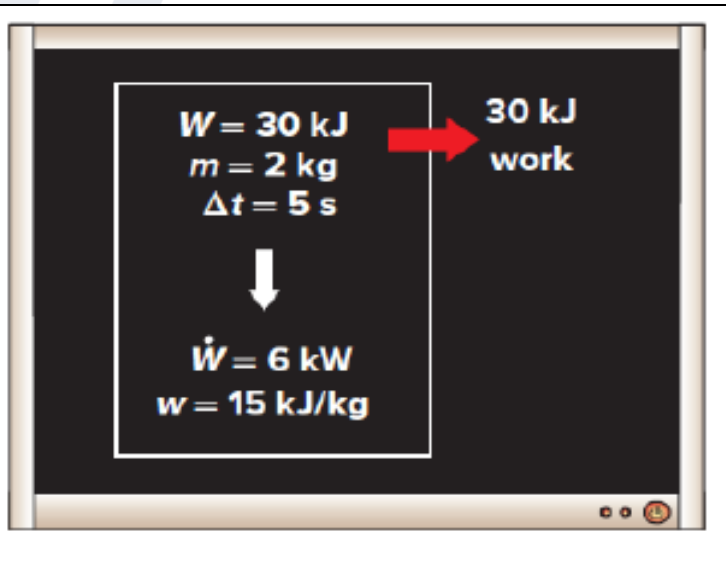 W = 30 kJ
m = 2 kg
Δt = 5 s
Ẇ = 6 kW
w = 15 kJ/kg
30 kJ
work